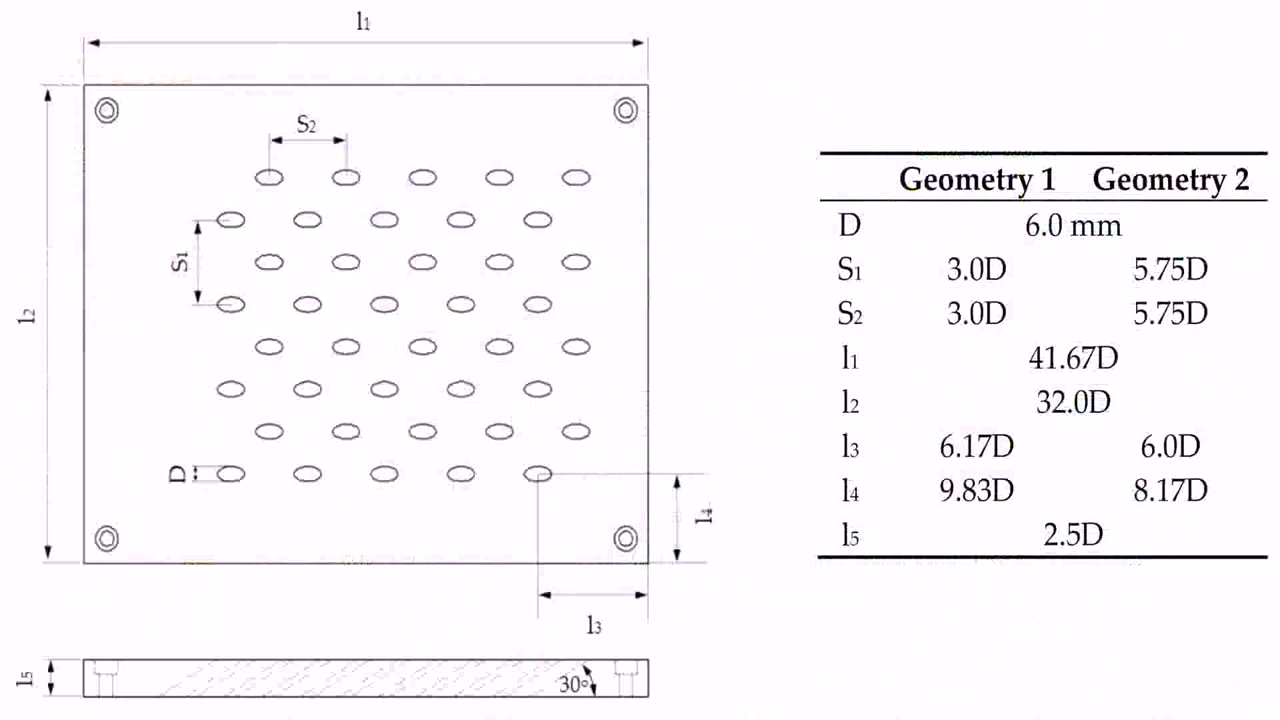 l1
S2
S1
l2
D
l4
l3
l5
30°
Geometry 1 Geometry 2
D 6.0 mm
S1 3.0D 5.75D
S2 3.0D 5.75D
l1 41.67D
l2 32.0D
l3 6.17D 6.0D
l4 9.83D 8.17D
l5 2.5D